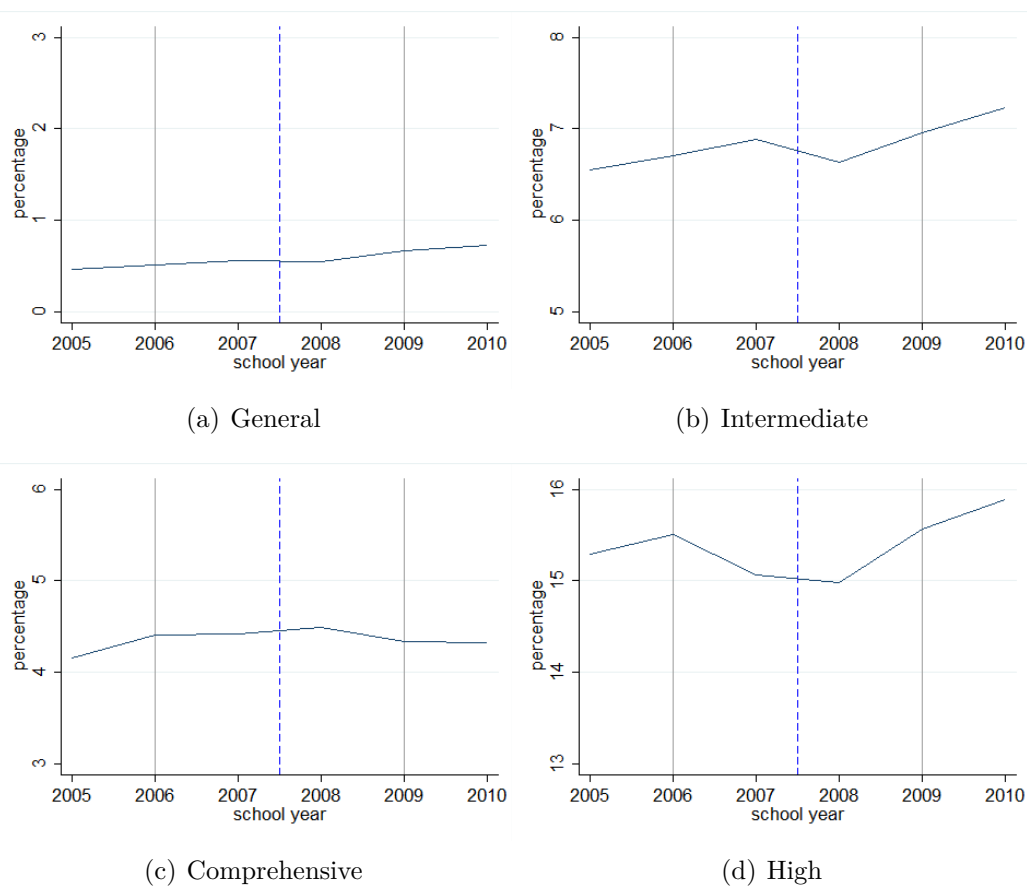 percentage
3
2
1
0
2005 2006 2007 2008 2009 2010
school year
(a) General
percentage
8
7
6
5
2005 2006 2007 2008 2009 2010
school year
(b) Intermediate
percentage
6
5
4
3
2005 2006 2007 2008 2009 2010
school year
(c) Comprehensive
percentage
16
15
14
13
2005 2006 2007 2008 2009 2010
school year
(d) High